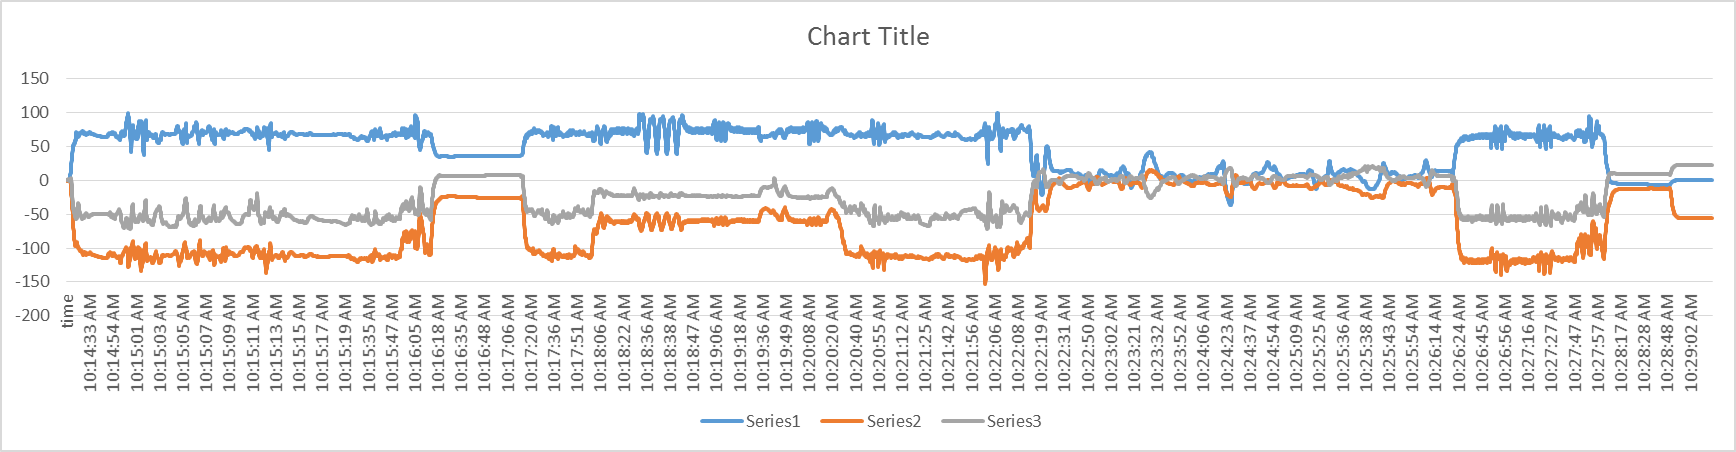 Chart Title
150
100
50
0
-50
-100
-150
-200
time
10:14:33 AM
10:14:54 AM
10:15:01 AM
10:15:03 AM
10:15:05 AM
10:15:07 AM
10:15:09 AM
10:15:11 AM
10:15:13 AM
10:15:15 AM
10:15:17 AM
10:15:19 AM
10:15:35 AM
10:15:47 AM
10:16:05 AM
10:16:18 AM
10:16:35 AM
10:16:48 AM
10:17:06 AM
10:17:20 AM
10:17:36 AM
10:17:51 AM
10:18:06 AM
10:18:22 AM
10:18:36 AM
10:18:38 AM
10:18:45 AM
10:19:06 AM
10:19:18 AM
10:19:36 AM
10:19:49 AM
10:20:08 AM
10:20:24 AM
10:20:40 AM
10:20:55 AM
10:21:12 AM
10:21:25 AM
10:21:42 AM
10:21:56 AM
10:22:06 AM
10:22:08 AM
10:22:19 AM
10:22:31 AM
10:22:50 AM
10:23:03 AM
10:23:21 AM
10:23:32 AM
10:23:52 AM
10:24:06 AM
10:24:23 AM
10:24:37 AM
10:24:54 AM
10:25:09 AM
10:25:25 AM
10:25:36 AM
10:25:38 AM
10:25:43 AM
10:25:54 AM
10:26:14 AM
10:26:24 AM
10:26:45 AM
10:26:56 AM
10:27:16 AM
10:27:27 AM
10:27:47 AM
10:27:57 AM
10:28:17 AM
10:28:28 AM
10:28:48 AM
10:29:02 AM
Series1
Series2
Series3